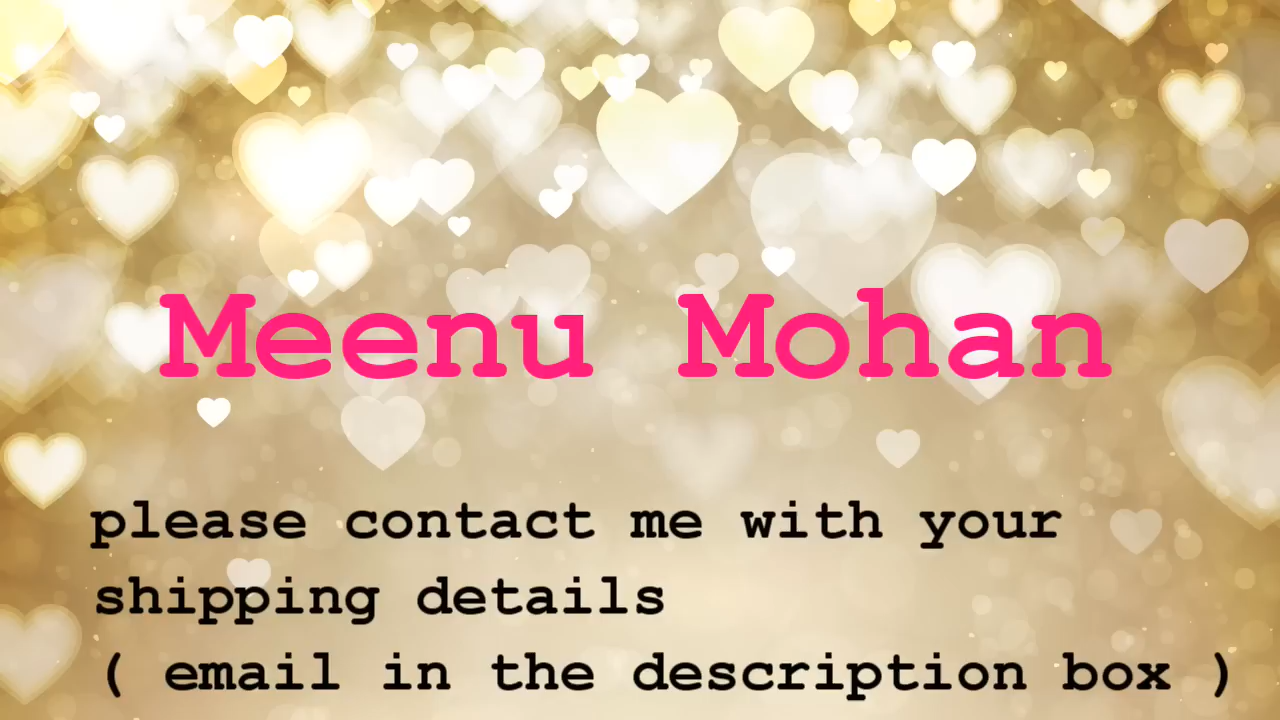 Meenu Mohan
please contact me with your
shipping details
( email in the description box )